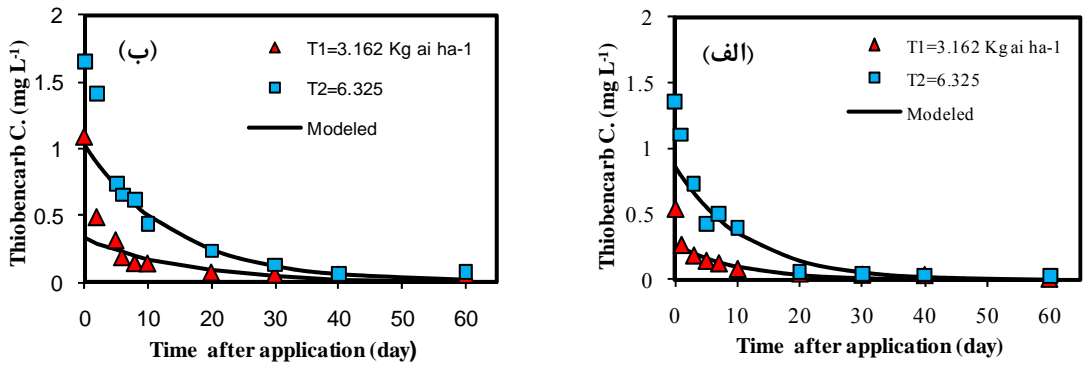 2
1.5
1
0.5
0
0 10 20 30 40 50 60
Thiobencarb C. (mg L-1)
Time after application (day)
(ب)
T1=3.162 Kg ai ha-1
T2=6.325
Modeled
2
1.5
1
0.5
0
0 10 20 30 40 50 60
Thiobencarb C. (mg L-1)
Time after application (day)
(الف)
T1=3.162 Kg ai ha-1
T2=6.325
Modeled